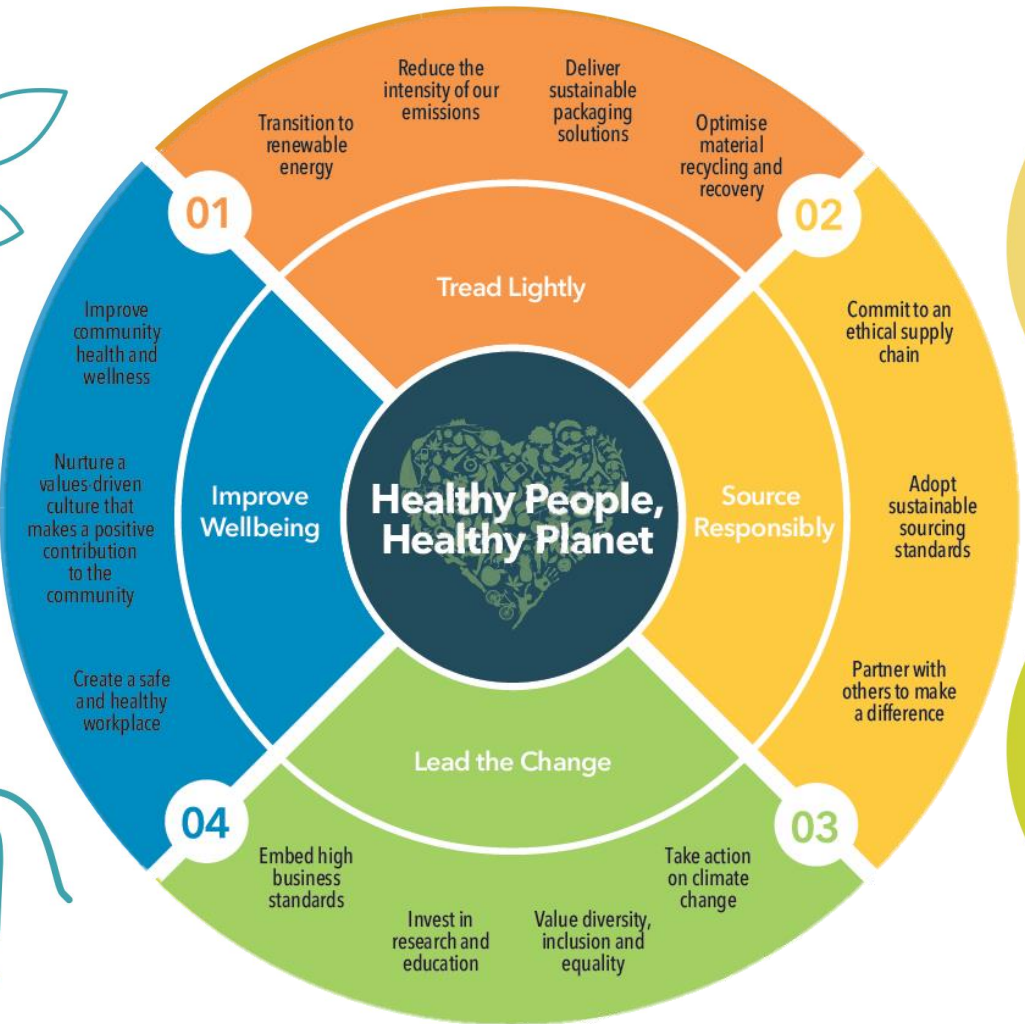 Healthy People,
Healthy Planet
01
Tread Lightly
Transition to
renewable
energy
Reduce the
intensity of our
emissions
Deliver
sustainable
packaging
solutions
Optimise
material
recycling and
recovery
02
Source
Responsibly
Commit to an
ethical supply
chain
Adopt
sustainable
sourcing
standards
Partner with
others to make
a difference
03
Lead the Change
Take action
on climate
change
Value diversity,
inclusion and
equality
Invest in
research and
education
Embed high
business
standards
04
Improve
Wellbeing
Create a safe
and healthy
workplace
Nurture a
values-driven
culture that
makes a positive
contribution
to the
community
Improve
community
health and
wellness